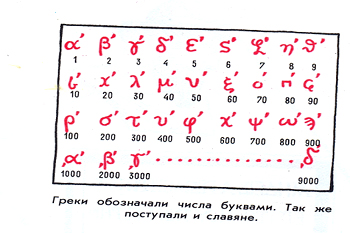 α′ β′ γ′ δ′ ε′ ς′ ζ′ η′ θ′
1 2 3 4 5 6 7 8 9
ι′ κ′ λ′ μ′ ν′ ξ′ ο′ π′ ς′
10 20 30 40 50 60 70 80 90
ρ′ σ′ τ′ υ′ φ′ χ′ ψ′ ω′ ϡ′
100 200 300 400 500 600 700 800 900
͵α′ ͵β′ ͵γ′ . . . . . . . . . . . . . . ͵δ
1000 2000 3000 9000
Греки обозначали числа буквами. Так же
поступали и славяне.